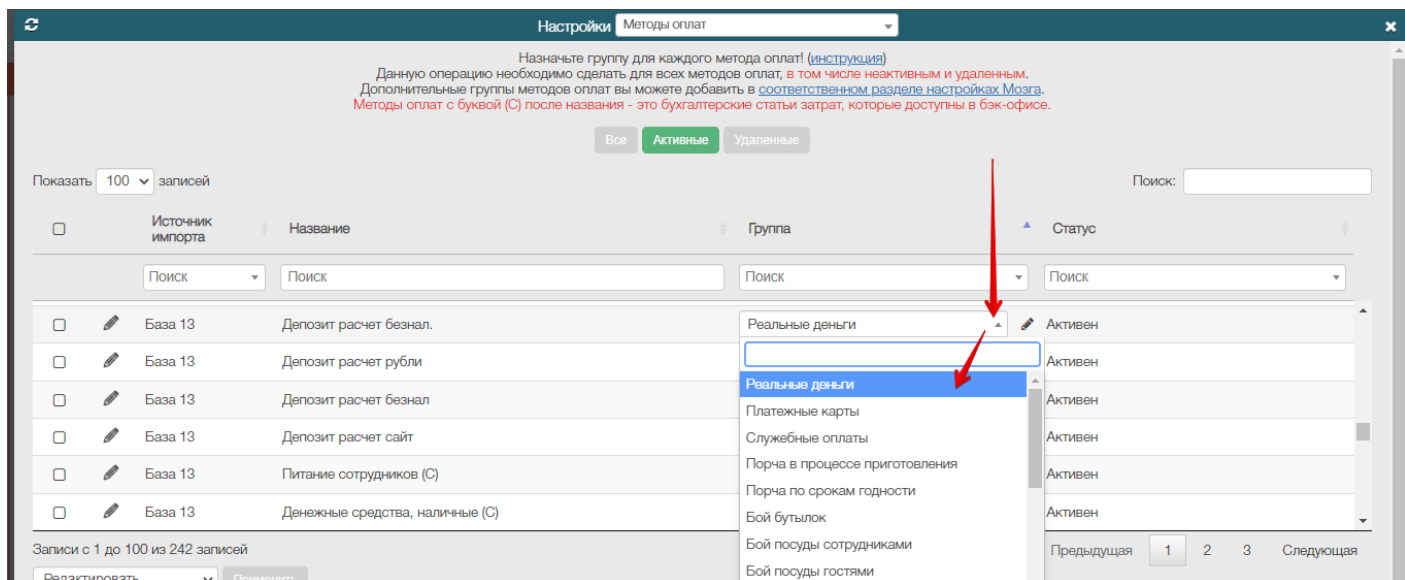 Настройки Методы оплат
Назначьте группу для каждого метода оплат! (инструкция)
Данную операцию необходимо сделать для всех методов оплат, в том числе неактивным и удаленным.
Дополнительные группы методов оплат вы можете добавить в соответственном разделе настройках Мозга.
Методы оплат с буквой (С) после названия - это бухгалтерские статьи затрат, которые доступны в бэк-офисе.
Все Активные Удаленные
Показать 100 записей Поиск:
Источник импорта Название Группа Статус
Поиск Поиск Поиск Поиск
База 13 Депозит расчет безнал. Реальные деньги Активен
База 13 Депозит расчет рубли Активен
Реальные деньги
База 13 Депозит расчет безнал Активен
Платежные карты
База 13 Депозит расчет сайт Служебные оплаты Активен
Порча в процессе приготовления
База 13 Питание сотрудников (С) Активен
Порча по срокам годности
База 13 Денежные средства, наличные (С) Бой бутылок Активен
Бой посуды сотрудниками
Записи с 1 до 100 из 242 записей Предыдущая 1 2 3 Следующая
Бой посуды гостями
Редактировать Применить